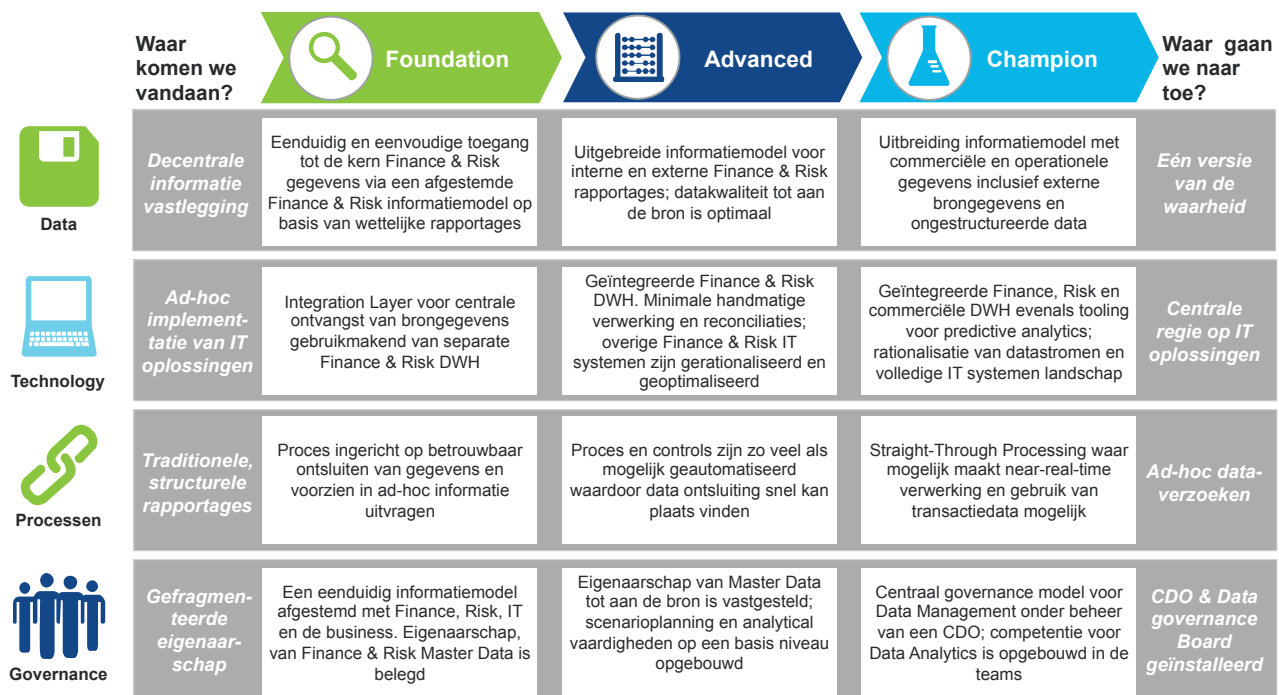 Waar
komen we
vandaan?
Foundation
Advanced
Champion
Waar gaan
we naar
toe?
Data
Decentrale
informatie
vastlegging
Eenduidig en eenvoudige toegang
tot de kern Finance & Risk
gegevens via een afgestemde
Finance & Risk informatiemodel op
basis van wettelijke rapportages
Uitgebreide informatiemodel voor
interne en externe Finance & Risk
rapportages; datakwaliteit tot aan
de bron is optimaal
Uitbreiding informatiemodel met
commerciële en operationele
gegevens inclusief externe
brongegevens en
ongestructureerde data
Eén versie
van de
waarheid
Technology
Ad-hoc
implement-
tatie van IT
oplossingen
Integration Layer voor centrale
ontvangst van brongegevens
gebruikmakend van separate
Finance & Risk DWH
Geïntegreerde Finance & Risk
DWH. Minimale handmatige
verwerking en reconciliaties;
overige Finance & Risk IT
systemen zijn gerationaliseerd en
geoptimaliseerd
Geïntegreerde Finance, Risk en
commerciële DWH evenals tooling
voor predictive analytics;
rationalisatie van datastromen en
volledige IT systemen landschap
Centrale
regie op IT
oplossingen
Processen
Traditionele,
structurele
rapportages
Proces ingericht op betrouwbaar
ontsluiten van gegevens en
voorzien in ad-hoc informatie
uitvragen
Proces en controls zijn zo veel als
mogelijk geautomatiseerd
waardoor data ontsluiting snel kan
plaats vinden
Straight-Through Processing waar
mogelijk maakt near-real-time
verwerking en gebruik van
transactiedata mogelijk
Ad-hoc data-
verzoeken
Governance
Gefragmen-
teerde
eigenaar-
schap
Een eenduidig informatiemodel
afgestemd met Finance, Risk, IT
en de business. Eigenaarschap,
van Finance & Risk Master Data is
belegd
Eigenaarschap van Master Data
tot aan de bron is vastgesteld;
scenarioplanning en analytical
vaardigheden op een basis niveau
opgebouwd
Centraal governance model voor
Data Management onder beheer
van een CDO; competentie voor
Data Analytics is opgebouwd in de
teams
CDO & Data
governance
Board
geïnstalleerd